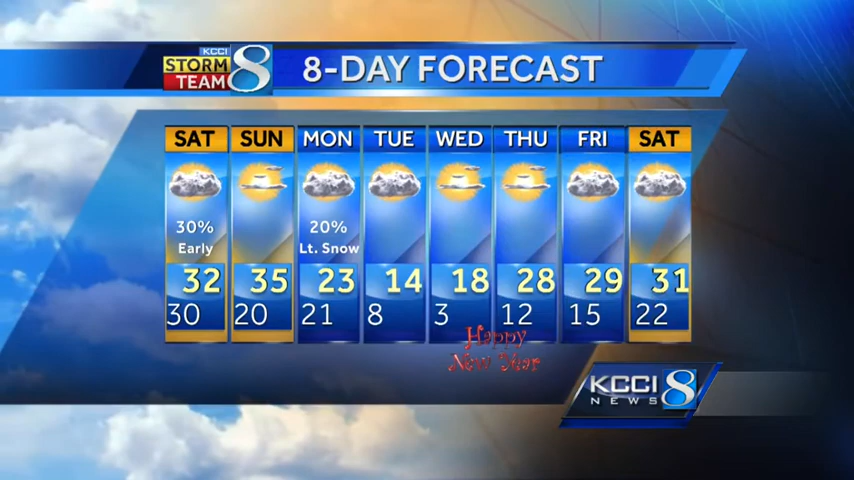 KCCI
STORM
TEAM
8
8-DAY FORECAST
SAT SUN MON TUE WED THU FRI SAT
30% 20%
Early Lt. Snow
32 35 23 14 18 28 29 31
30 20 21 8 3 12 15 22
Happy
New Year
KCCI 8
NEWS